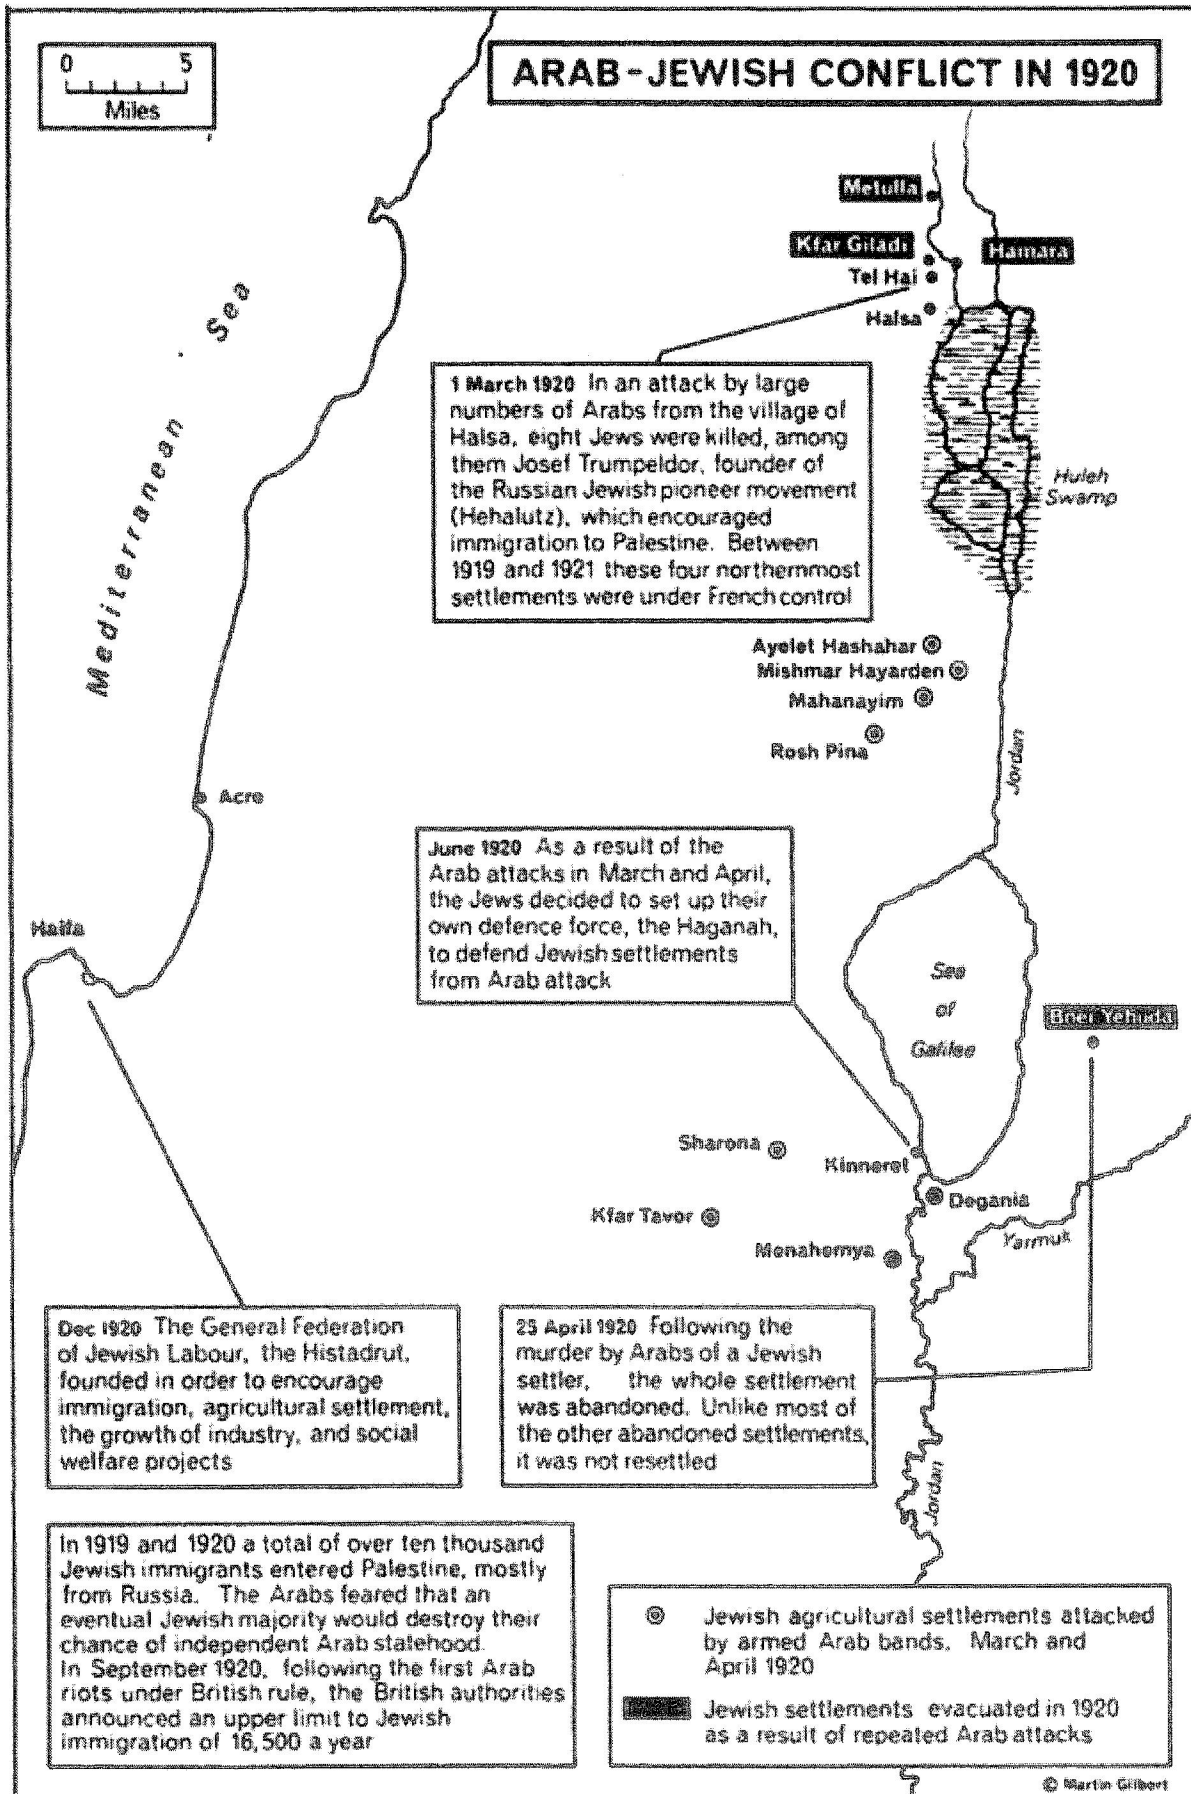 0 5
Miles
ARAB-JEWISH CONFLICT IN 1920
Metulla
Kfar Giladi
Hamara
Tel Hai
Halsa
Mediterranean Sea
1 March 1920 In an attack by large
numbers of Arabs from the village of
Halsa, eight Jews were killed, among
them Josef Trumpeldor, founder of
the Russian Jewish pioneer movement
(Hehalutz), which encouraged
immigration to Palestine. Between
1919 and 1921 these four northernmost
settlements were under French control
Huleh
Swamp
Ayelet Hashahar
Mishmar Hayarden
Mahanayim
Rosh Pina
Jordan
Acre
June 1920 As a result of the
Arab attacks in March and April,
the Jews decided to set up their
own defence force, the Haganah,
to defend Jewish settlements
from Arab attack
Haifa
Sea
of
Galilee
Bnei Yehuda
Sharona
Kinneret
Degania
Kfar Tavor
Yarmuk
Menahemya
Dec 1920 The General Federation
of Jewish Labour, the Histadrut,
founded in order to encourage
immigration, agricultural settlement,
the growth of industry, and social
welfare projects
25 April 1920 Following the
murder by Arabs of a Jewish
settler, the whole settlement
was abandoned. Unlike most of
the other abandoned settlements,
it was not resettled
Jordan
In 1919 and 1920 a total of over ten thousand
Jewish immigrants entered Palestine, mostly
from Russia. The Arabs feared that an
eventual Jewish majority would destroy their
chance of independent Arab statehood.
In September 1920, following the first Arab
riots under British rule, the British authorities
announced an upper limit to Jewish
immigration of 16,500 a year
Jewish agricultural settlements attacked
by armed Arab bands. March and
April 1920
Jewish settlements evacuated in 1920
as a result of repeated Arab attacks
© Martin Gilbert